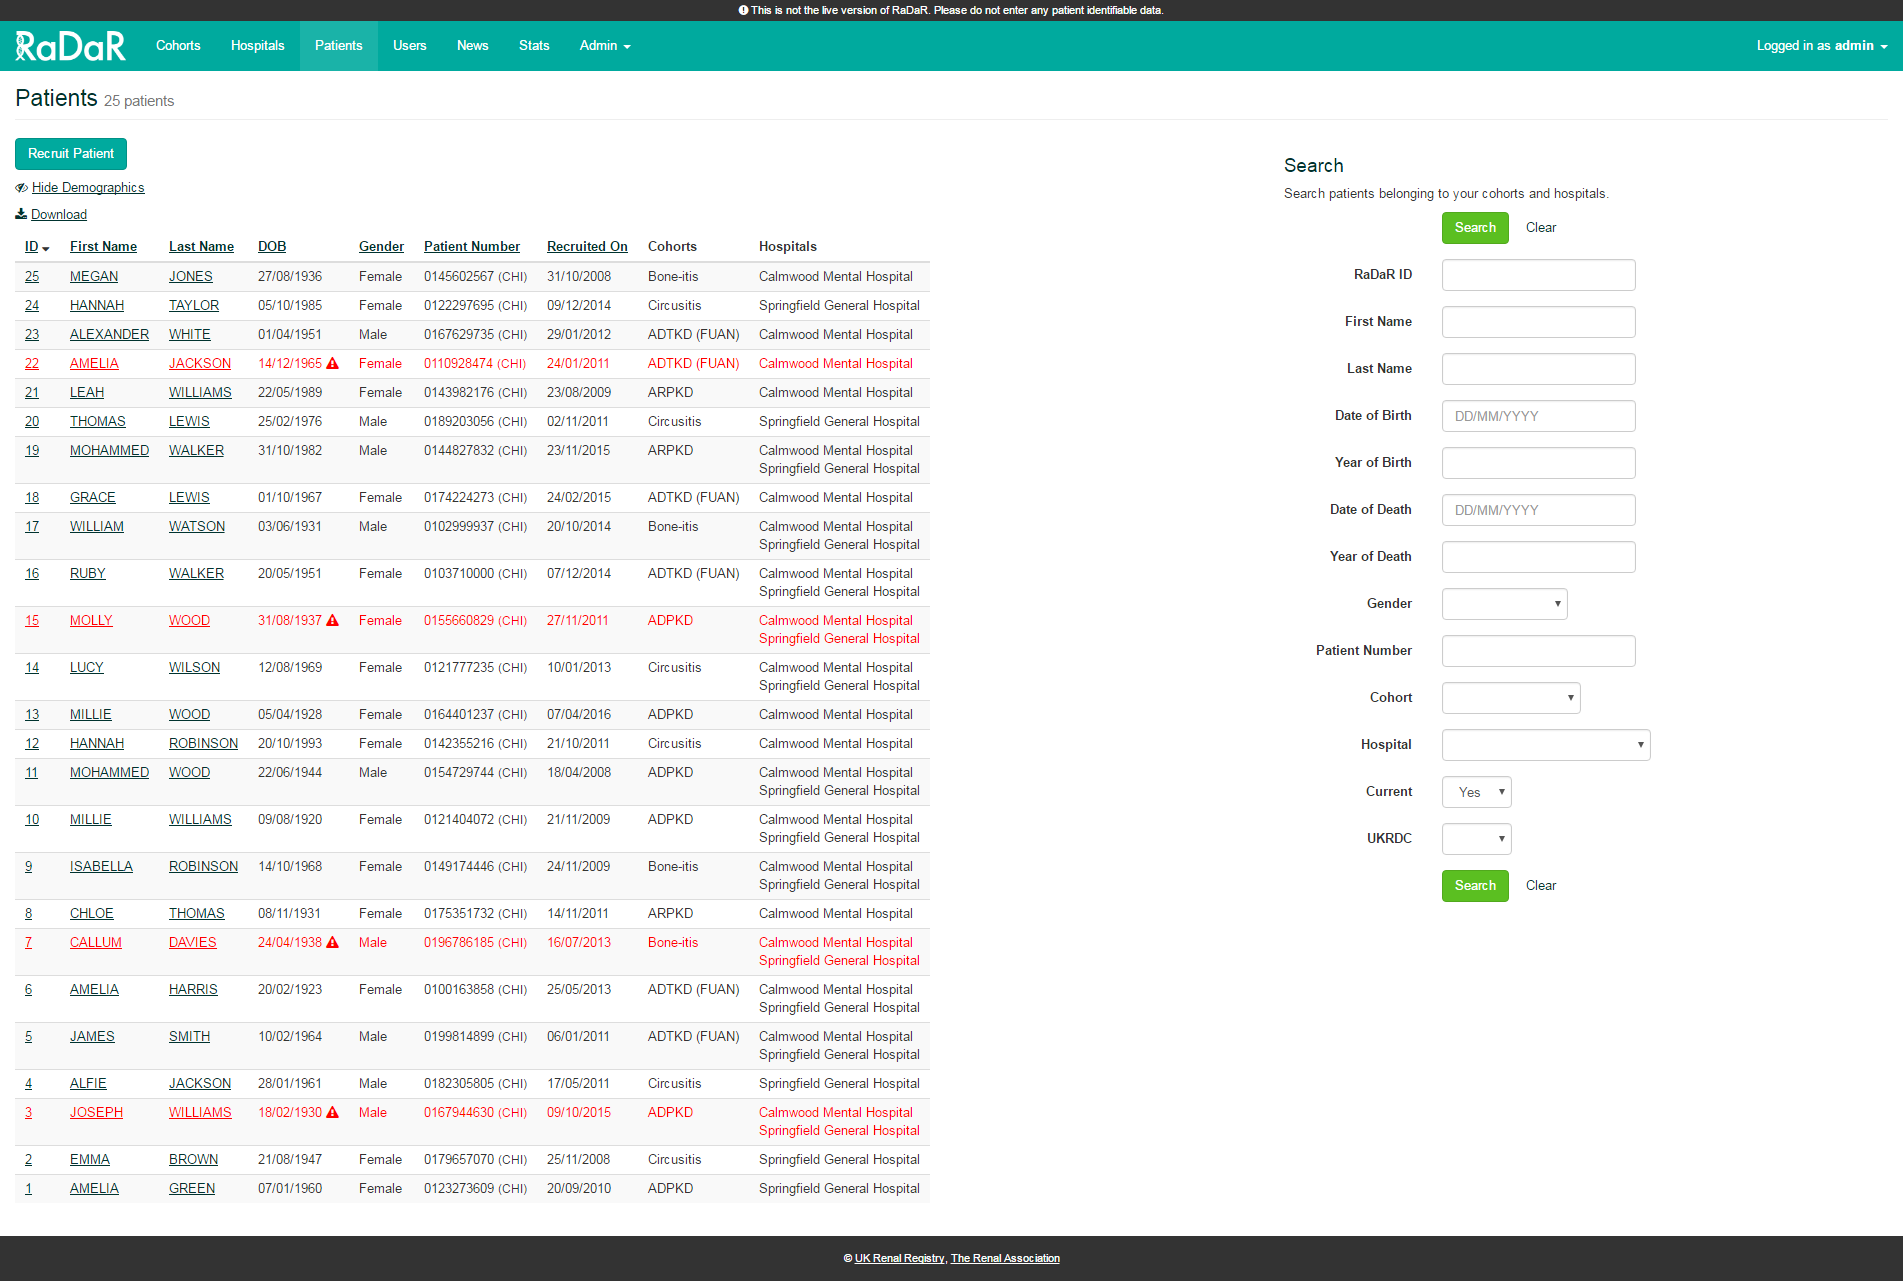 This is not the live version of RaDaR. Please do not enter any patient identifiable data.
RaDaR Cohorts Hospitals Patients Users News Stats Admin Logged in as admin
Patients 25 patients
Recruit Patient
Hide Demographics
Download
ID First Name Last Name DOB Gender Patient Number Recruited On Cohorts Hospitals
25 MEGAN JONES 27/08/1936 Female 0145602567 (CHI) 31/10/2008 Bone-itis Calmwood Mental Hospital
24 HANNAH TAYLOR 05/10/1985 Female 0122297695 (CHI) 09/12/2014 Circusitis Springfield General Hospital
23 ALEXANDER WHITE 01/04/1951 Male 0167629735 (CHI) 29/01/2012 ADTKD (FUAN) Calmwood Mental Hospital
22 AMELIA JACKSON 14/12/1965 Female 0110928474 (CHI) 24/01/2011 ADTKD (FUAN) Calmwood Mental Hospital
21 LEAH WILLIAMS 22/05/1989 Female 0143982176 (CHI) 23/08/2009 ARPKD Calmwood Mental Hospital
20 THOMAS LEWIS 25/02/1976 Male 0189203056 (CHI) 02/11/2011 Circusitis Springfield General Hospital
19 MOHAMMED WALKER 31/10/1982 Male 0144827832 (CHI) 23/11/2015 ARPKD Calmwood Mental Hospital
Springfield General Hospital
18 GRACE LEWIS 01/10/1967 Female 0174224273 (CHI) 24/02/2015 ADTKD (FUAN) Calmwood Mental Hospital
17 WILLIAM WATSON 03/06/1931 Male 0102999937 (CHI) 20/10/2014 Bone-itis Calmwood Mental Hospital
Springfield General Hospital
16 RUBY WALKER 20/05/1951 Female 0103710000 (CHI) 07/12/2014 ADTKD (FUAN) Calmwood Mental Hospital
Springfield General Hospital
15 MOLLY WOOD 31/08/1937 Female 0155660829 (CHI) 27/11/2011 ADPKD Calmwood Mental Hospital
Springfield General Hospital
14 LUCY WILSON 12/08/1969 Female 0121777235 (CHI) 10/01/2013 Circusitis Calmwood Mental Hospital
Springfield General Hospital
13 MILLIE WOOD 05/04/1928 Female 0164401237 (CHI) 07/04/2016 ADPKD Calmwood Mental Hospital
12 HANNAH ROBINSON 20/10/1993 Female 0142355216 (CHI) 21/10/2011 Circusitis Calmwood Mental Hospital
11 MOHAMMED WOOD 22/06/1944 Male 0154729744 (CHI) 18/04/2008 ADPKD Calmwood Mental Hospital
Springfield General Hospital
10 MILLIE WILLIAMS 09/08/1920 Female 0121404072 (CHI) 21/11/2009 ADPKD Calmwood Mental Hospital
Springfield General Hospital
9 ISABELLA ROBINSON 14/10/1968 Female 0149174446 (CHI) 24/11/2009 Bone-itis Calmwood Mental Hospital
Springfield General Hospital
8 CHLOE THOMAS 08/11/1931 Female 0175351732 (CHI) 14/11/2011 ARPKD Calmwood Mental Hospital
7 CALLUM DAVIES 24/04/1938 Male 0196786185 (CHI) 16/07/2013 Bone-itis Calmwood Mental Hospital
Springfield General Hospital
6 AMELIA HARRIS 20/02/1923 Female 0100163858 (CHI) 25/05/2013 ADTKD (FUAN) Calmwood Mental Hospital
Springfield General Hospital
5 JAMES SMITH 10/02/1964 Male 0199814899 (CHI) 06/01/2011 ADTKD (FUAN) Calmwood Mental Hospital
Springfield General Hospital
4 ALFIE JACKSON 28/01/1961 Male 0182305805 (CHI) 17/05/2011 Circusitis Springfield General Hospital
3 JOSEPH WILLIAMS 18/02/1930 Male 0167944630 (CHI) 09/10/2015 ADPKD Calmwood Mental Hospital
Springfield General Hospital
2 EMMA BROWN 21/08/1947 Female 0179657070 (CHI) 25/11/2008 Circusitis Springfield General Hospital
1 AMELIA GREEN 07/01/1960 Female 0123273609 (CHI) 20/09/2010 ADPKD Springfield General Hospital
Search
Search patients belonging to your cohorts and hospitals.
Search Clear
RaDaR ID
First Name
Last Name
Date of Birth DD/MM/YYYY
Year of Birth
Date of Death DD/MM/YYYY
Year of Death
Gender
Patient Number
Cohort
Hospital
Current Yes
UKRDC
Search Clear
© UK Renal Registry, The Renal Association